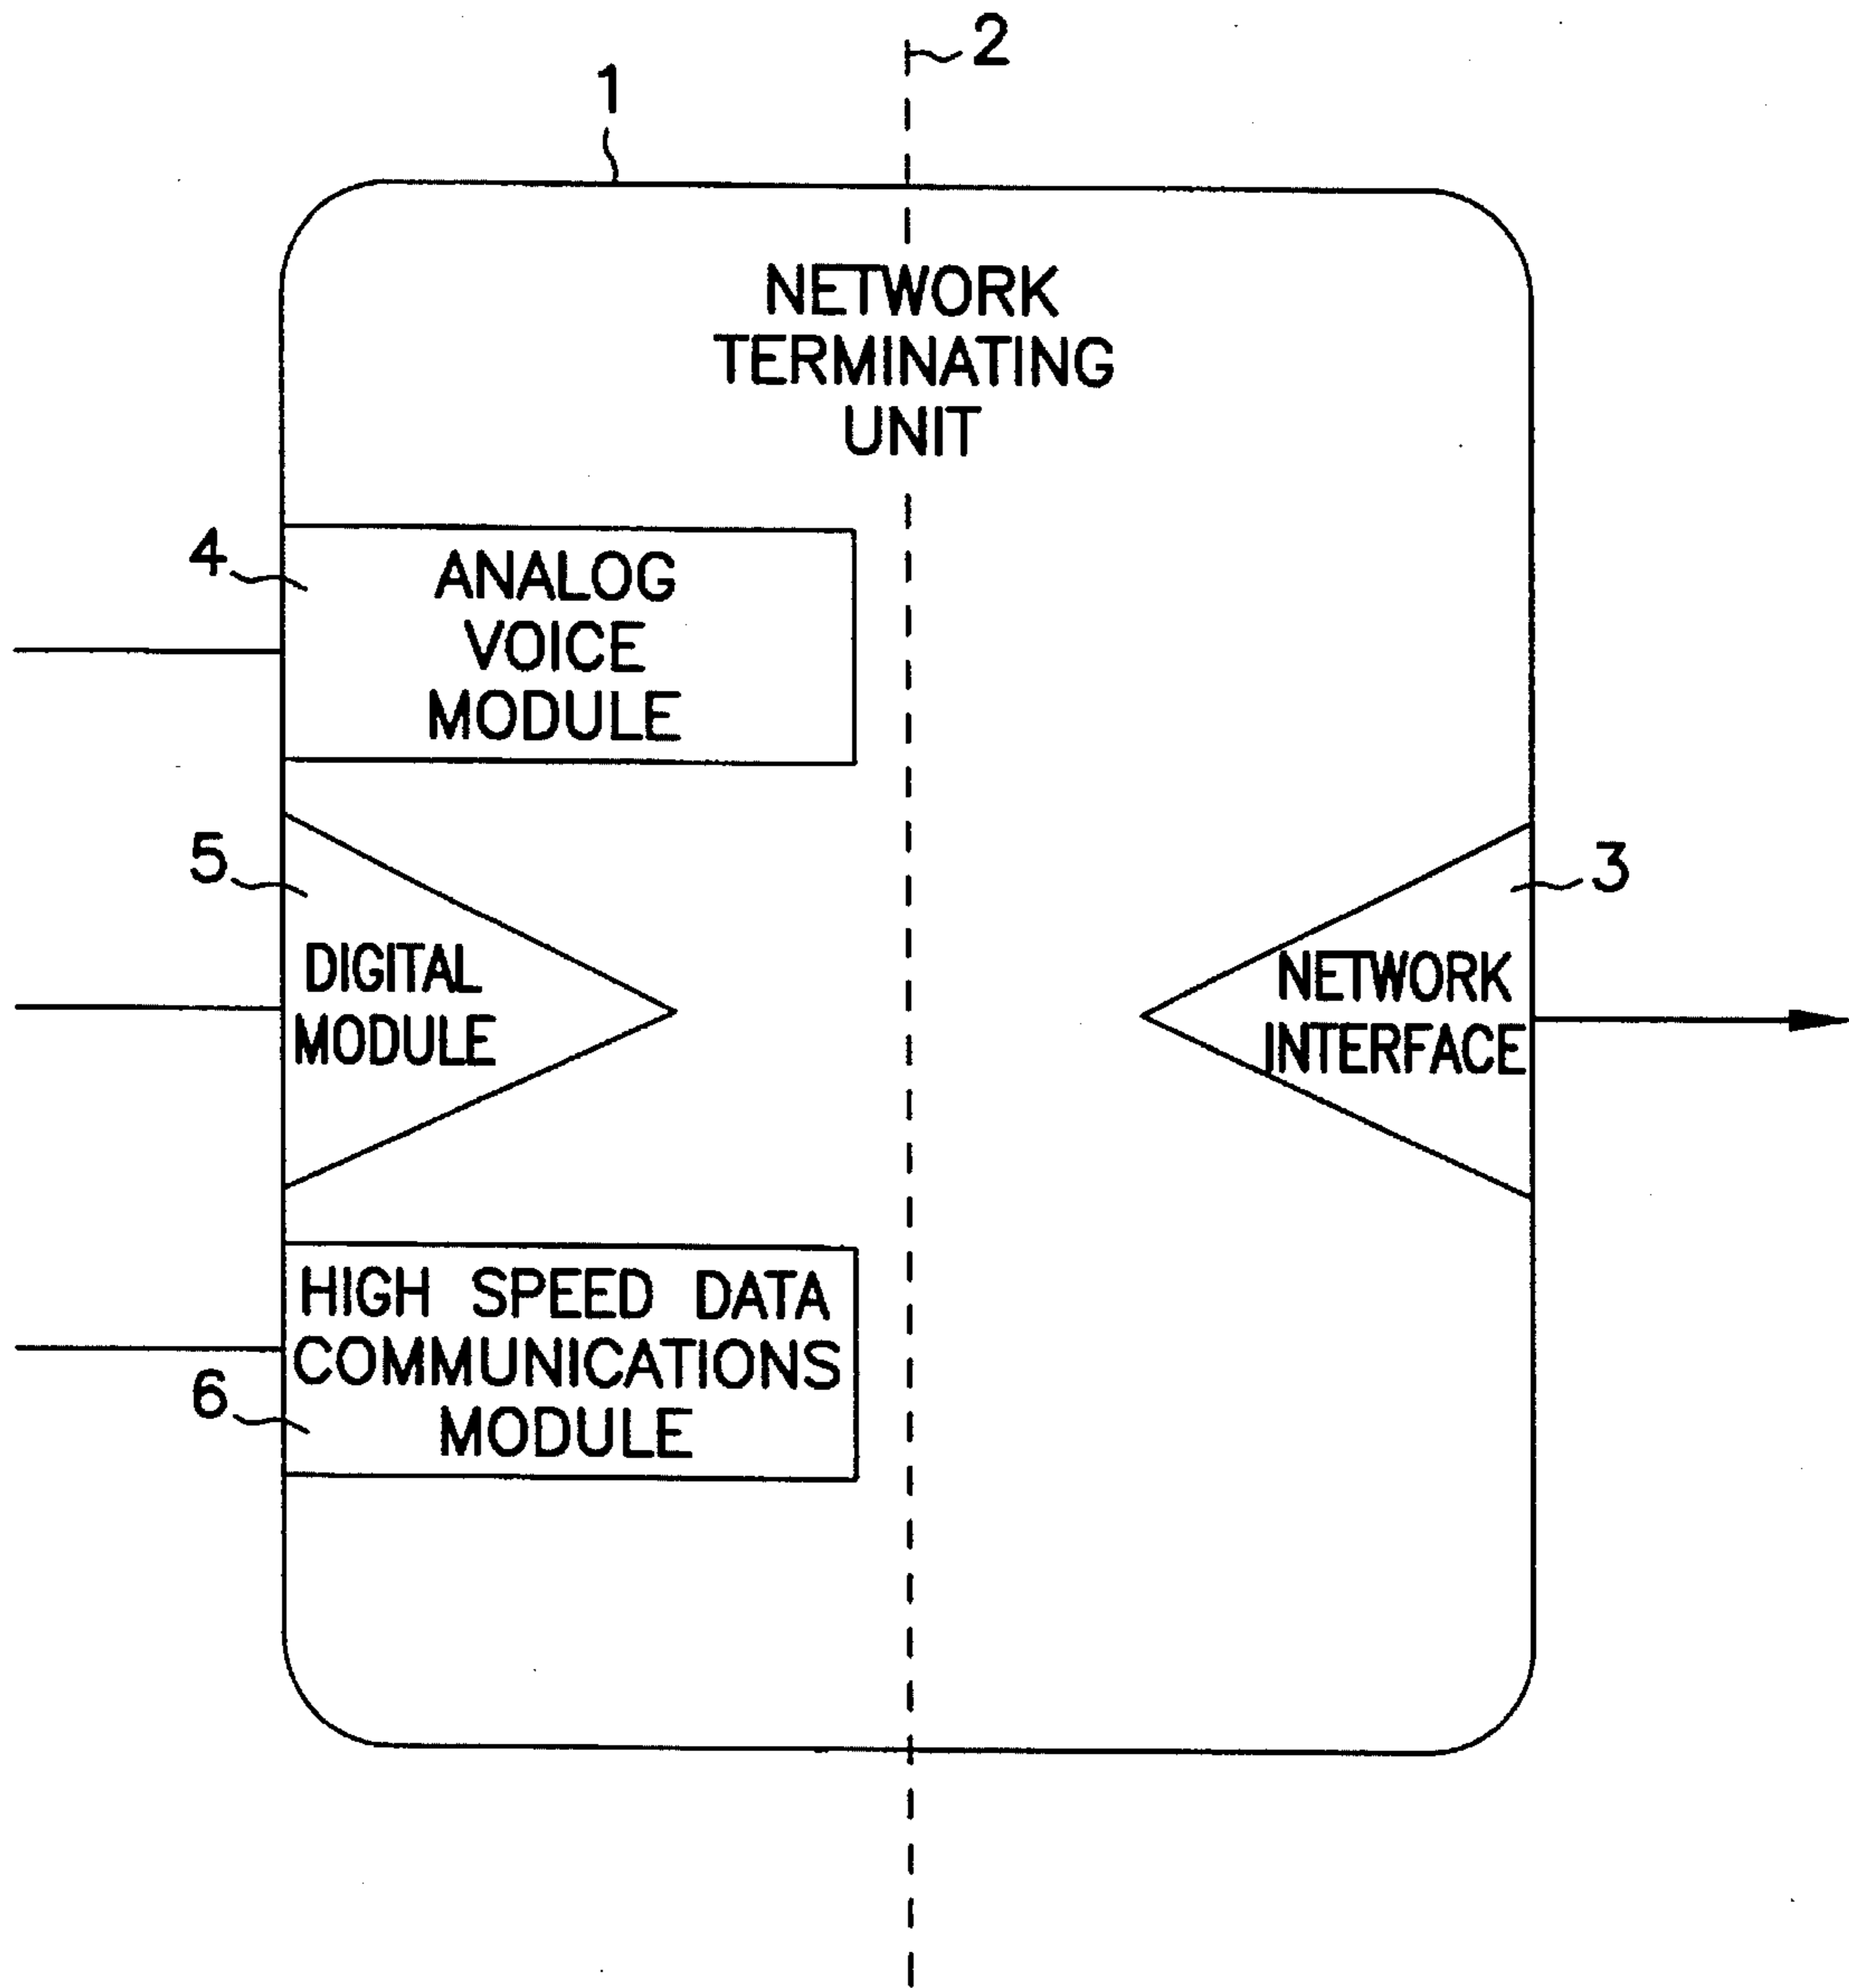 2
1
NETWORK
TERMINATING
UNIT
4
ANALOG
VOICE
MODULE
5
DIGITAL
MODULE
3
NETWORK
INTERFACE
HIGH SPEED DATA
COMMUNICATIONS
MODULE
6